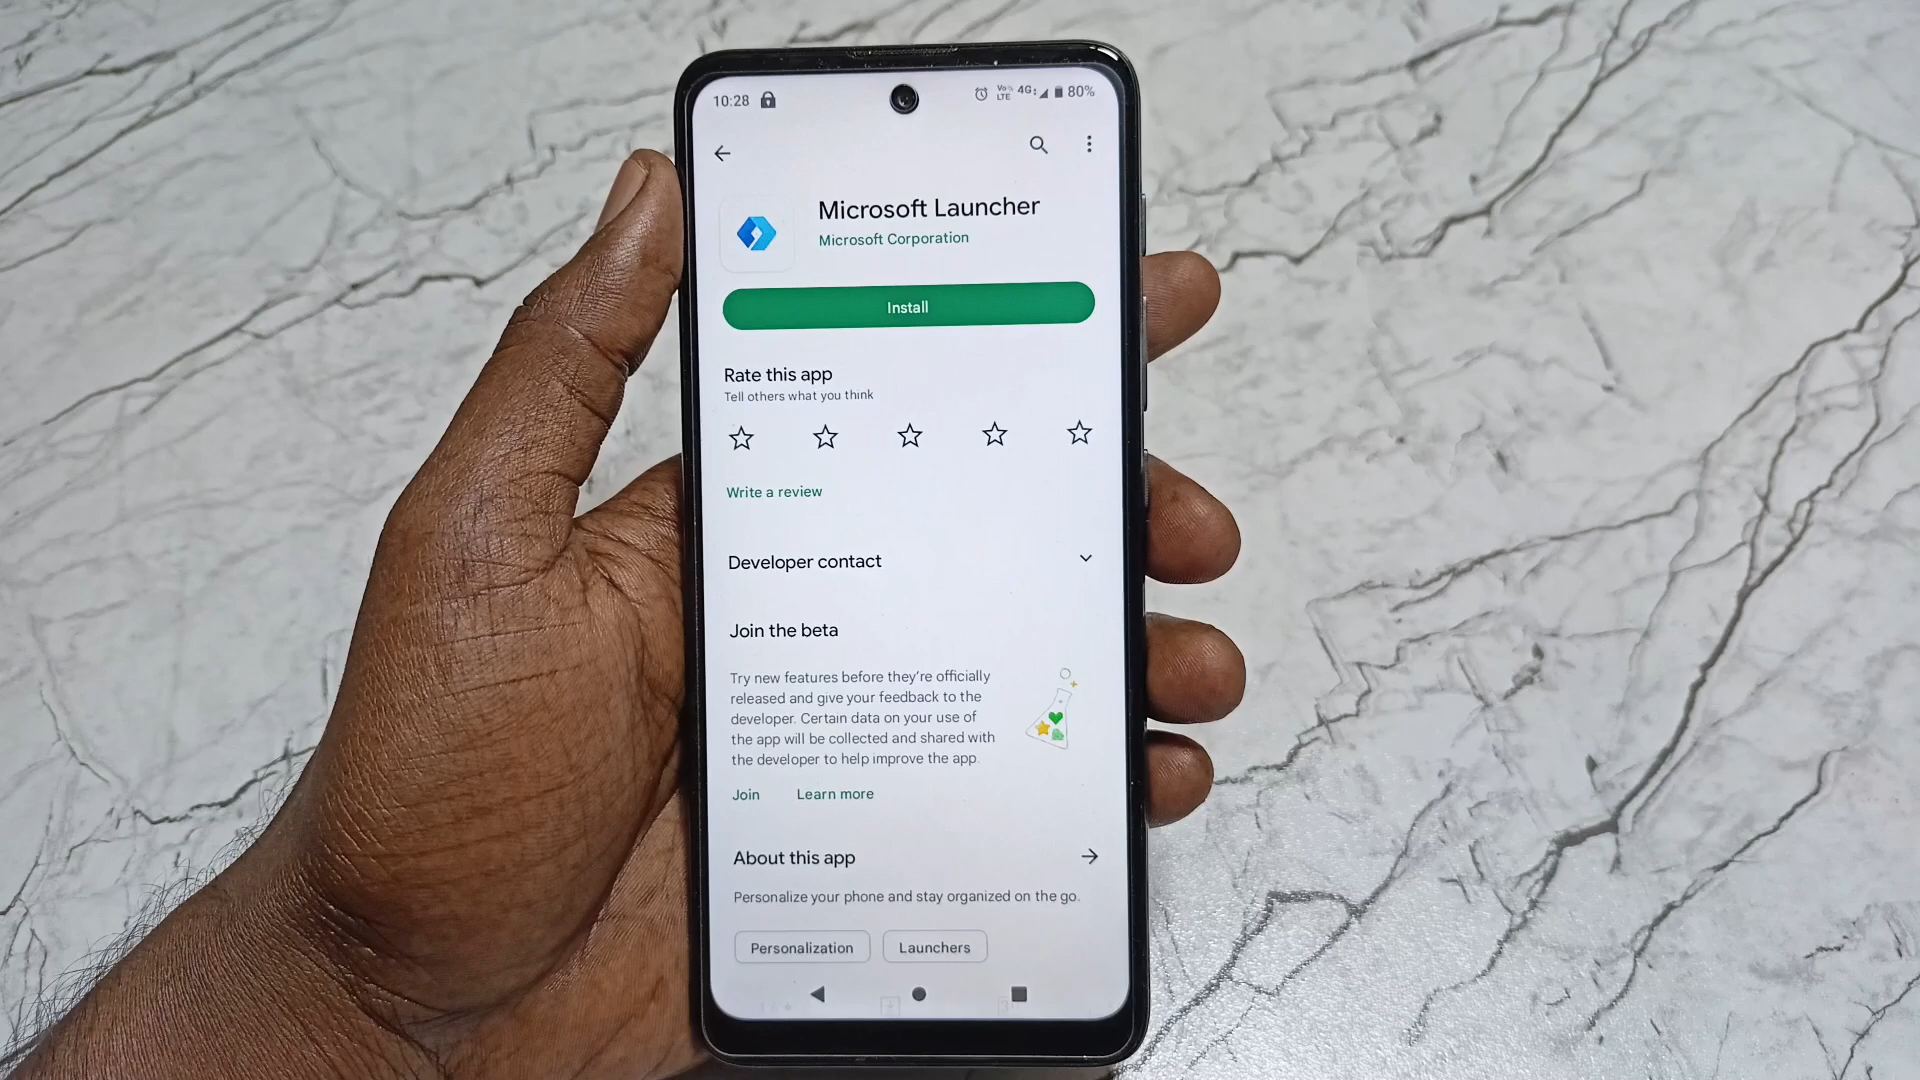 10:28
Vo
LTE
4G
80%
Microsoft Launcher
Microsoft Corporation
Install
Rate this app
Tell others what you think
Write a review
Developer contact
Join the beta
Try new features before they're officially
released and give your feedback to the
developer. Certain data on your use of
the app will be collected and shared with
the developer to help improve the app.
Join Learn more
About this app
Personalize your phone and stay organized on the go.
Personalization Launchers